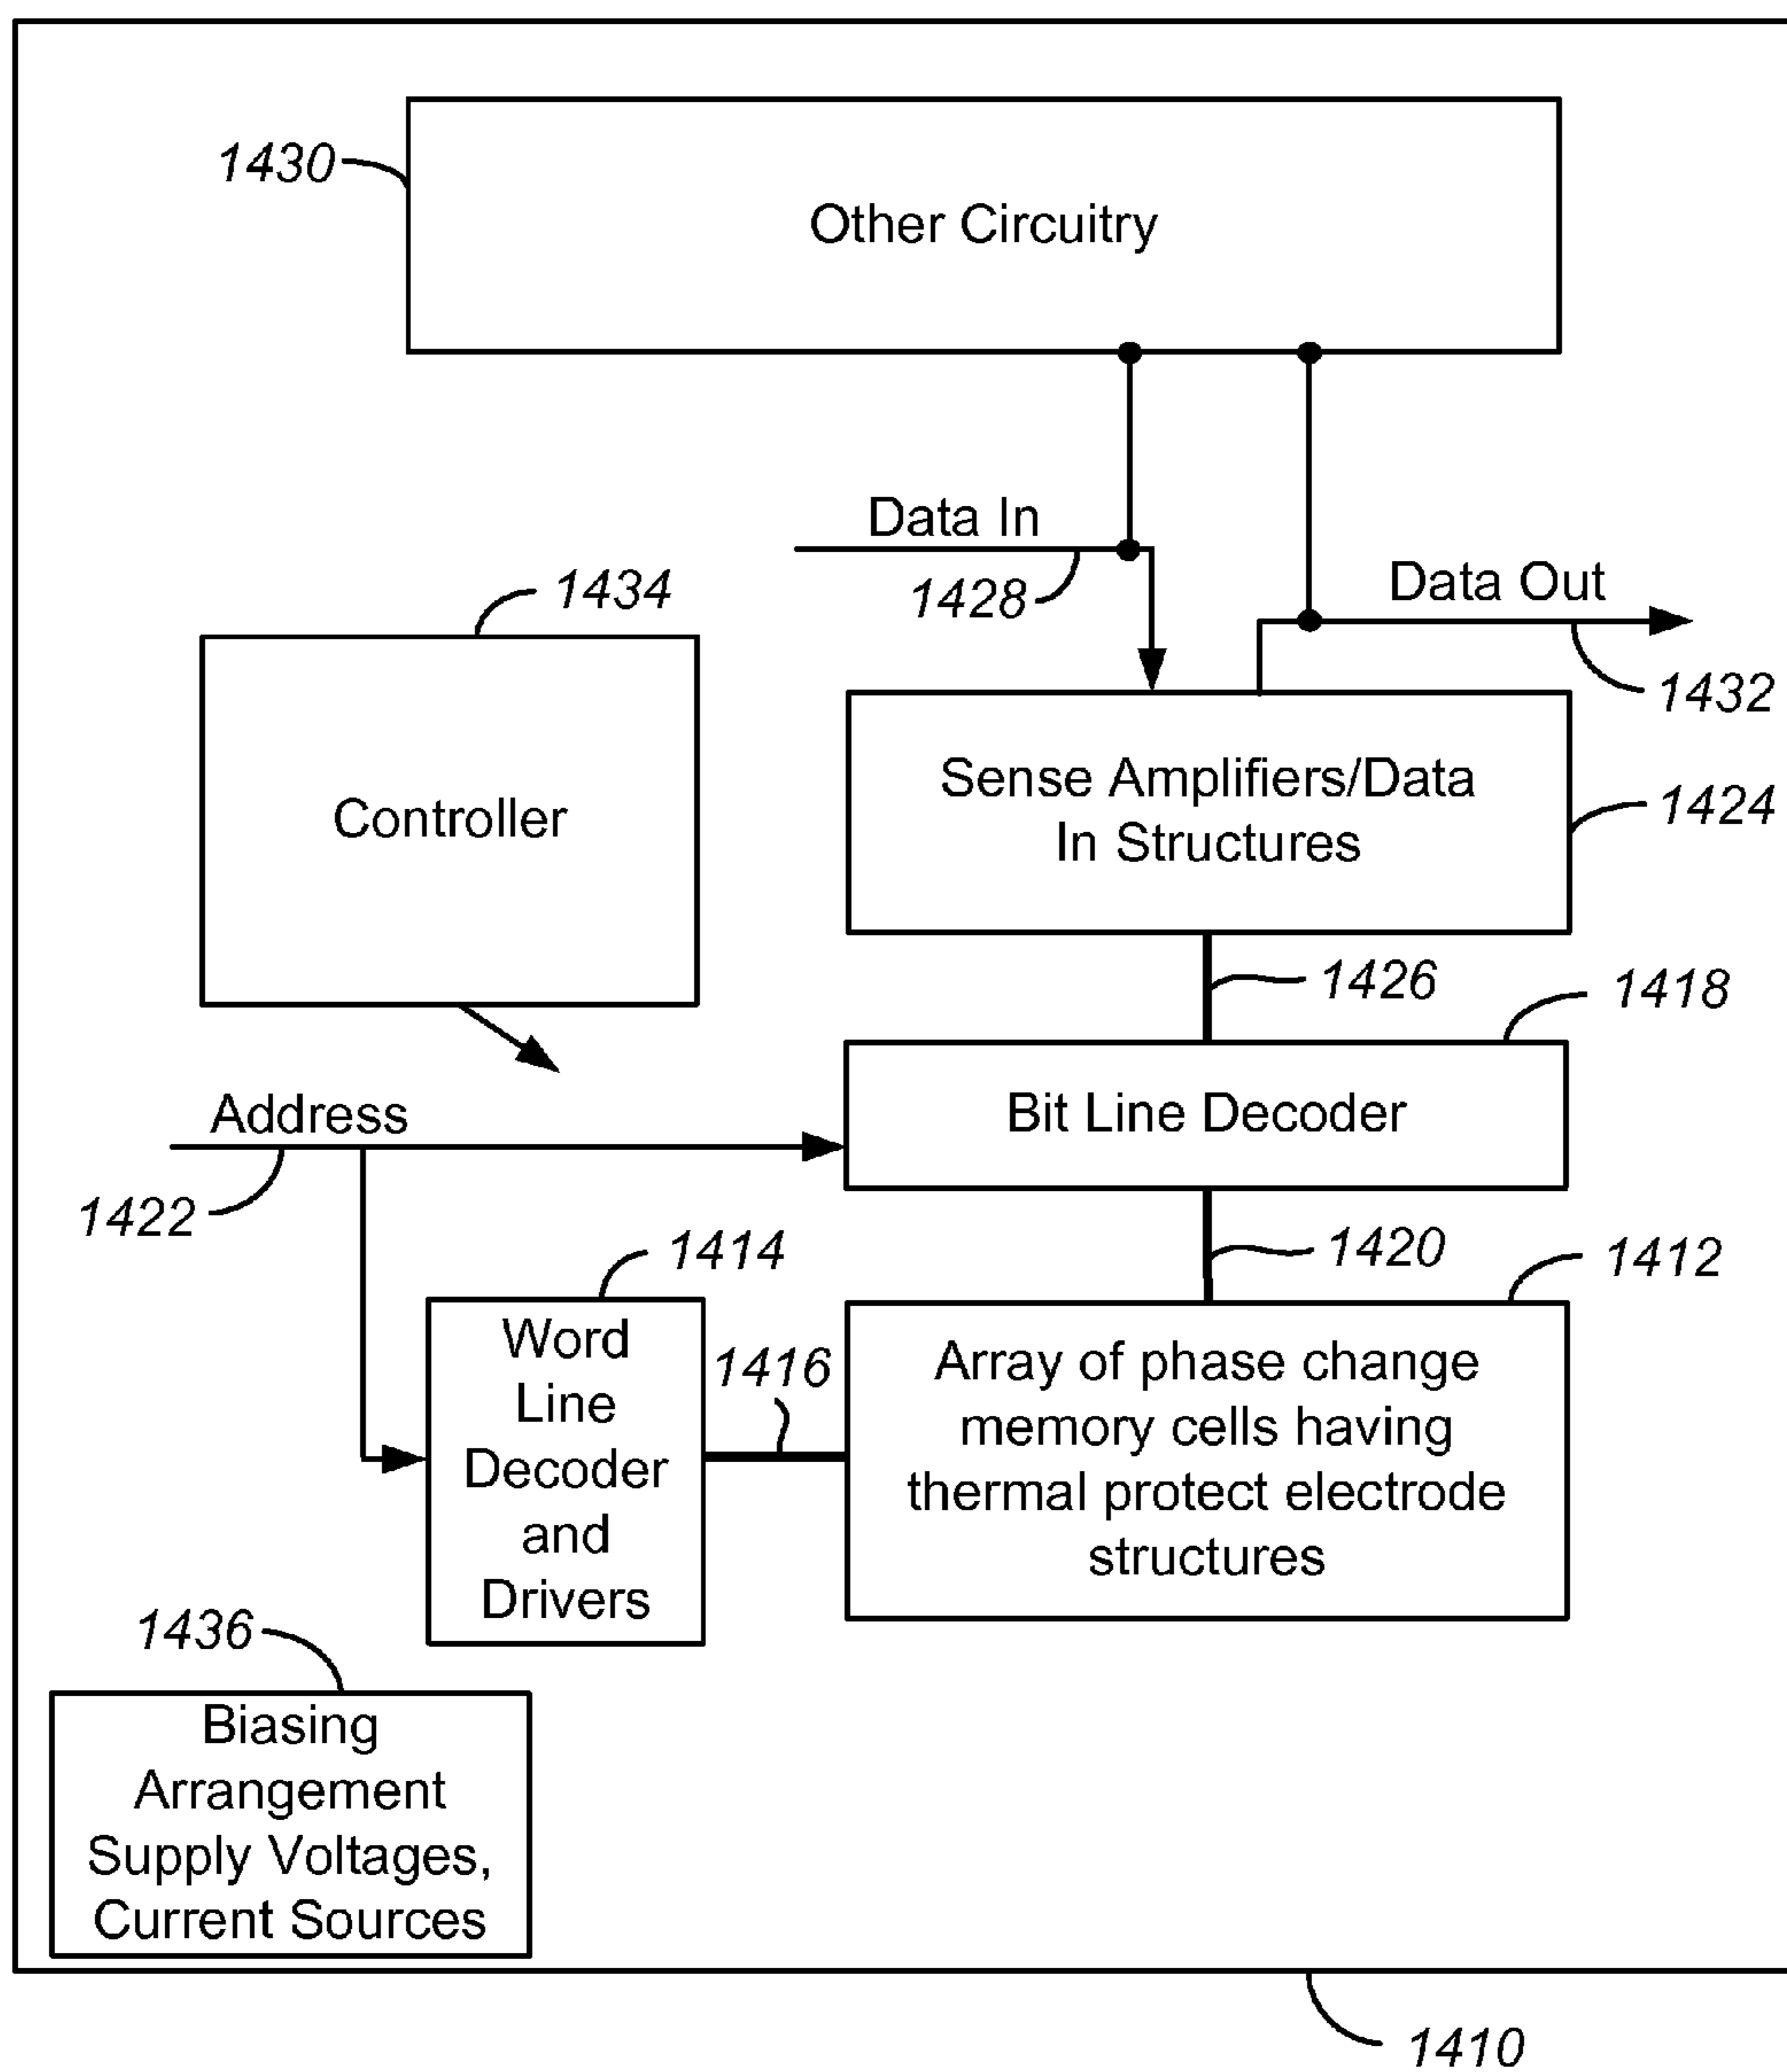 1430
Other Circuitry
Data In
1428
Data Out
1432
1434
Controller
Sense Amplifiers/Data
In Structures
1424
1426
1418
Address
Bit Line Decoder
1422
1414
1420
1412
Word
Line
Decoder
and
Drivers
1416
Array of phase change
memory cells having
thermal protect electrode
structures
1436
Biasing
Arrangement
Supply Voltages,
Current Sources
1410